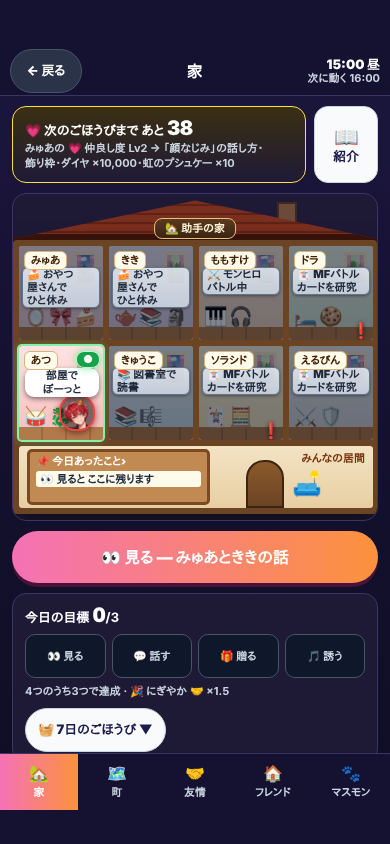 ← 戻る
家
15:00 昼
次に動く 16:00
💗 次のごほうびまで あと 38
みゅあの 💗 仲良し度 Lv2 →「顔なじみ」の話し方・
飾り枠・ダイヤ ×10,000・虹のプシュケー ×10
📖
紹介
🏡 助手の家
みゅあ
🍰 おやつ
屋さんで
ひと休み
きき
🍰 おやつ
屋さんで
ひと休み
ももすけ
⚔️ モンヒロ
バトル中
ドラ
🃏 MFバトル
カードを研究
あつ
部屋で
ぼーっと
きゅうこ
📚 図書室で
読書
ソラシド
🃏 MFバトル
カードを研究
えるぴん
🃏 MFバトル
カードを研究
📌 今日あったこと›
👀 見ると ここに残ります
みんなの居間
👀 見る — みゅあとききの話
今日の目標 0/3
👀 見る
💬 話す
🎁 贈る
🎵 誘う
4つのうち3つで達成・🎉 にぎやか 🤝 ×1.5
🧺 7日のごほうび ▼
家
町
友情
フレンド
マスモン